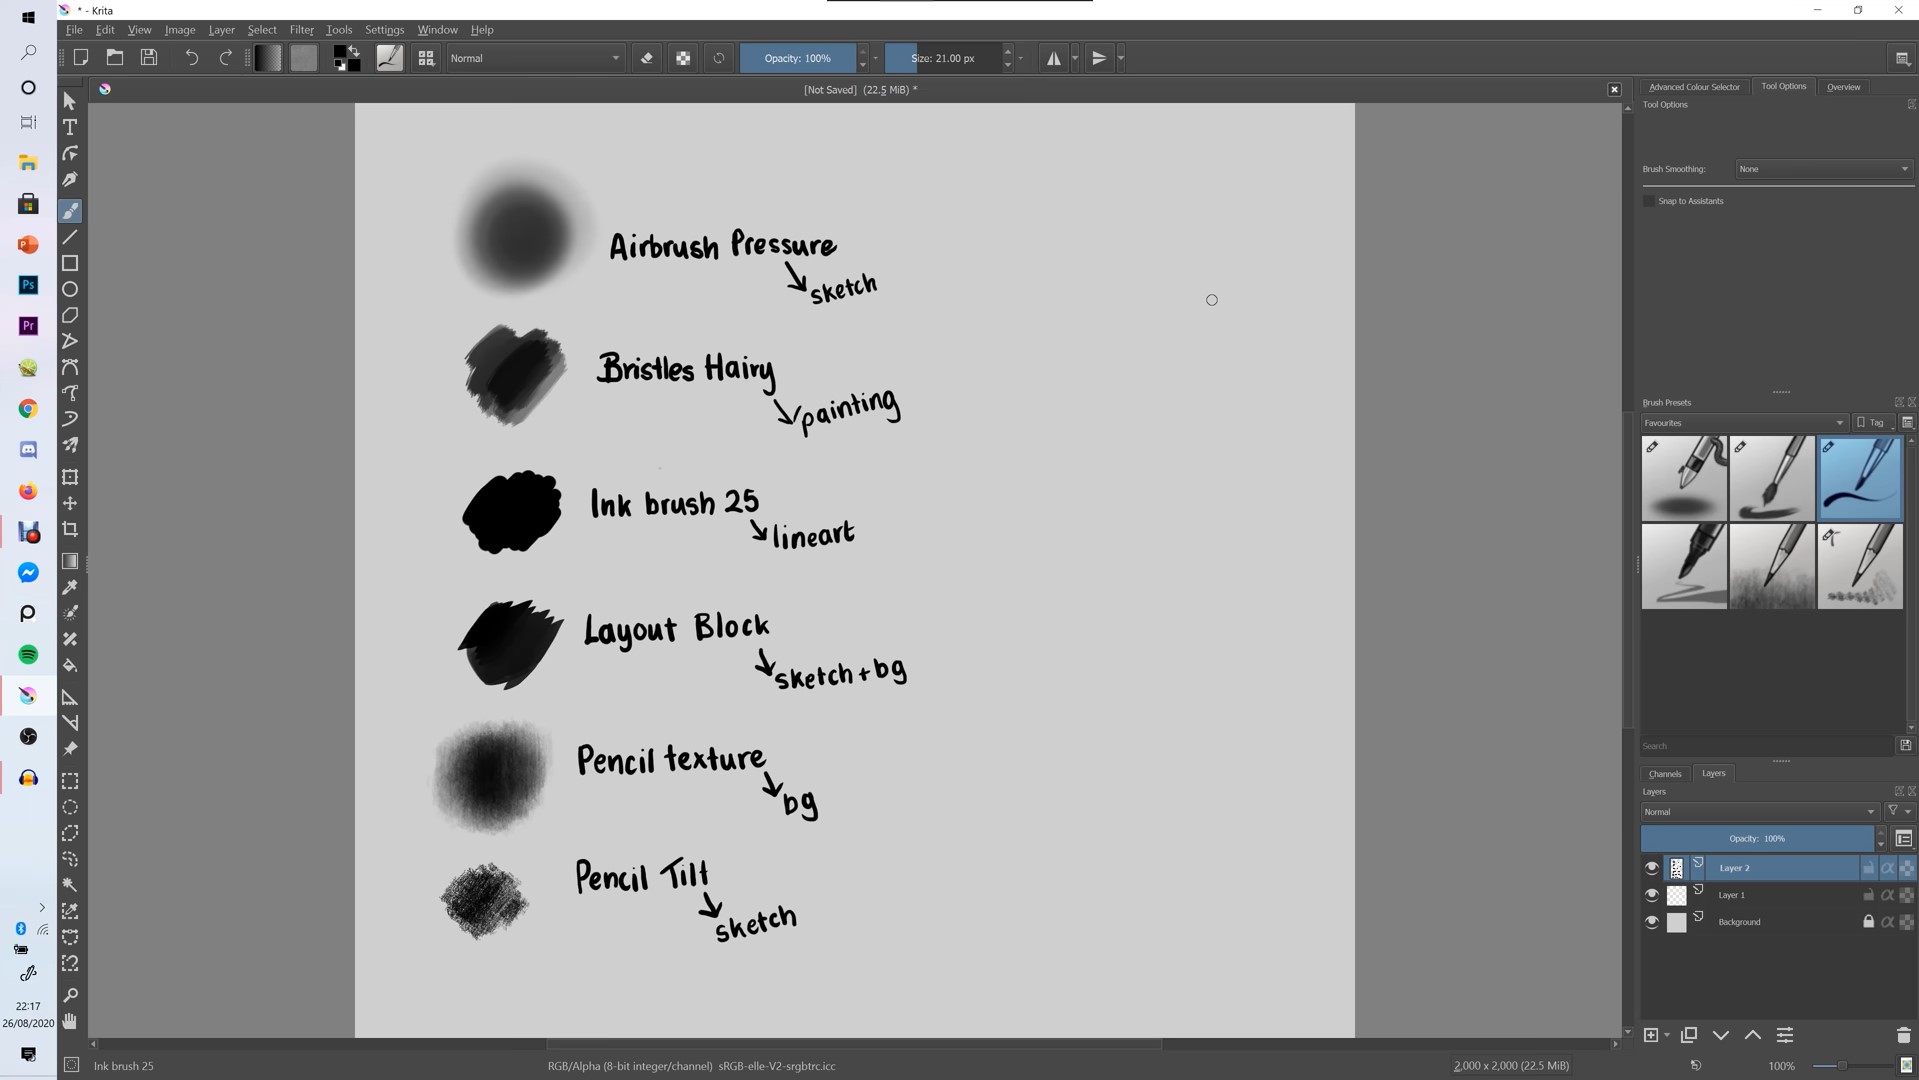 * - Krita
File Edit View Image Layer Select Filter Tools Settings Window Help
Normal
Opacity: 100%
Size: 21.00 px
[Not Saved] (22.5 MiB) *
Advanced Colour Selector Tool Options Overview
Tool Options
Brush Smoothing: None
Snap to Assistants
Airbrush Pressure
sketch
Bristles Hairy
painting
Ink brush 25
lineart
Layout Block
sketch+bg
Pencil texture
bg
Pencil Tilt
sketch
Brush Presets
Favourites
Tag
Search
Channels Layers
Layers
Normal
Opacity: 100%
Layer 2
Layer 1
Background
Ps
Pr
22:17
26/08/2020
Ink brush 25
RGB/Alpha (8-bit integer/channel) sRGB-elle-V2-srgbtrc.icc
2,000 x 2,000 (22.5 MiB)
100%